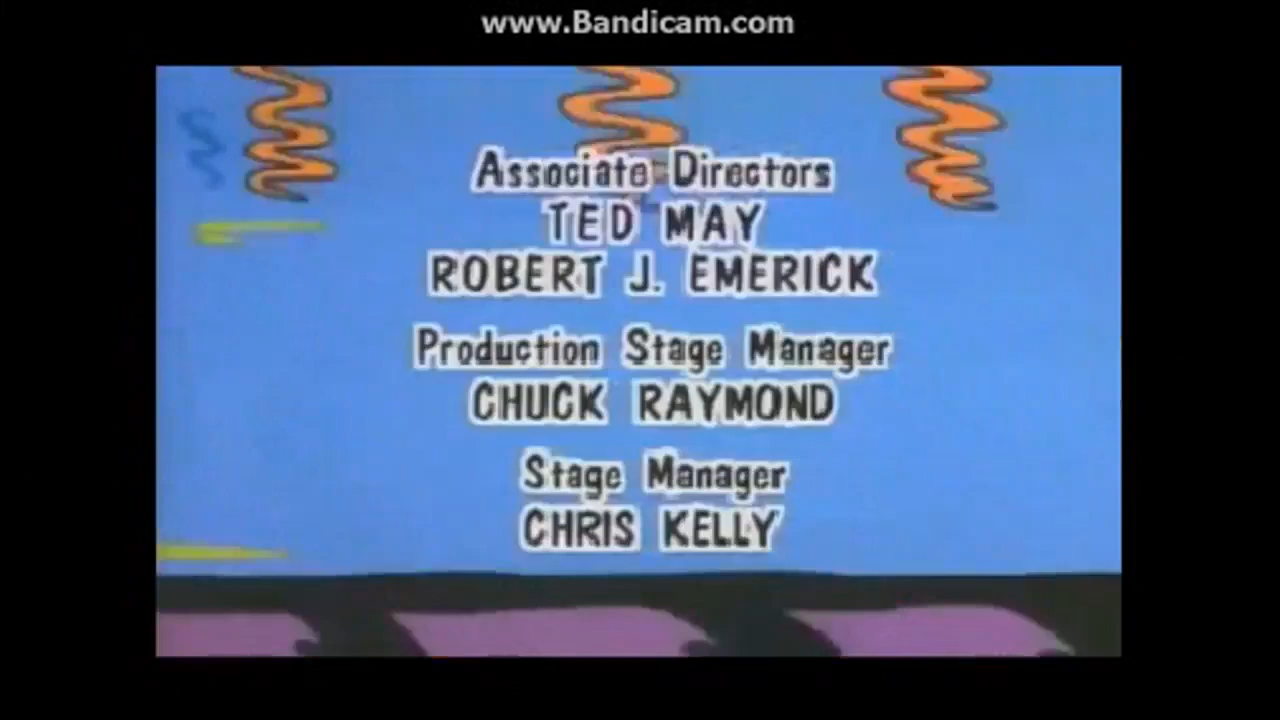 www.Bandicam.com
Associate Directors
TED MAY
ROBERT J. EMERICK
Production Stage Manager
CHUCK RAYMOND
Stage Manager
CHRIS KELLY